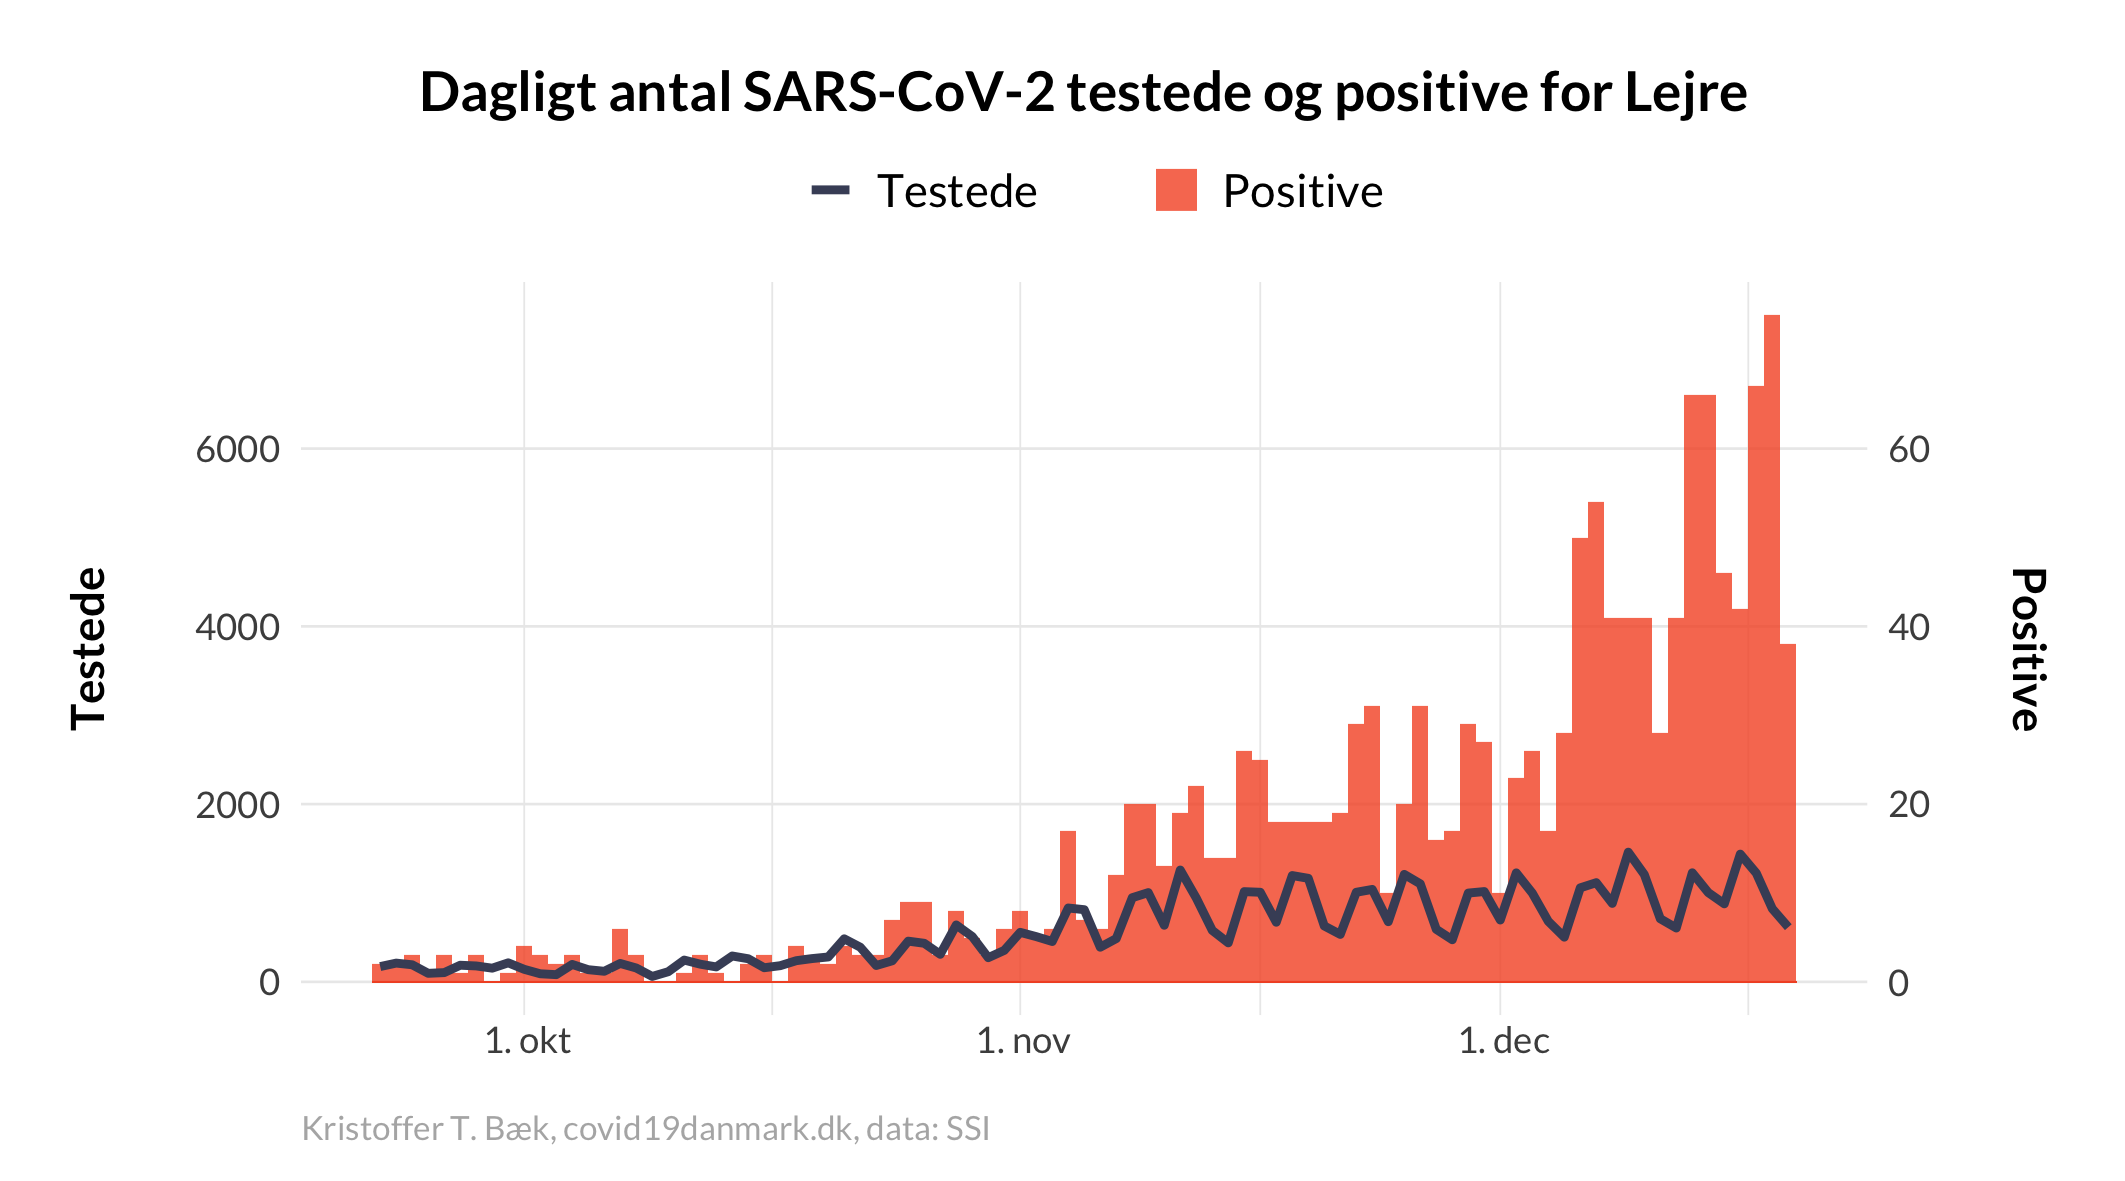 Dagligt antal SARS-CoV-2 testede og positive for Lejre
Testede
Positive
6000
4000
2000
0
60
40
20
0
Testede
Positive
1. okt
1. nov
1. dec
Kristoffer T. Bæk, covid19danmark.dk, data: SSI